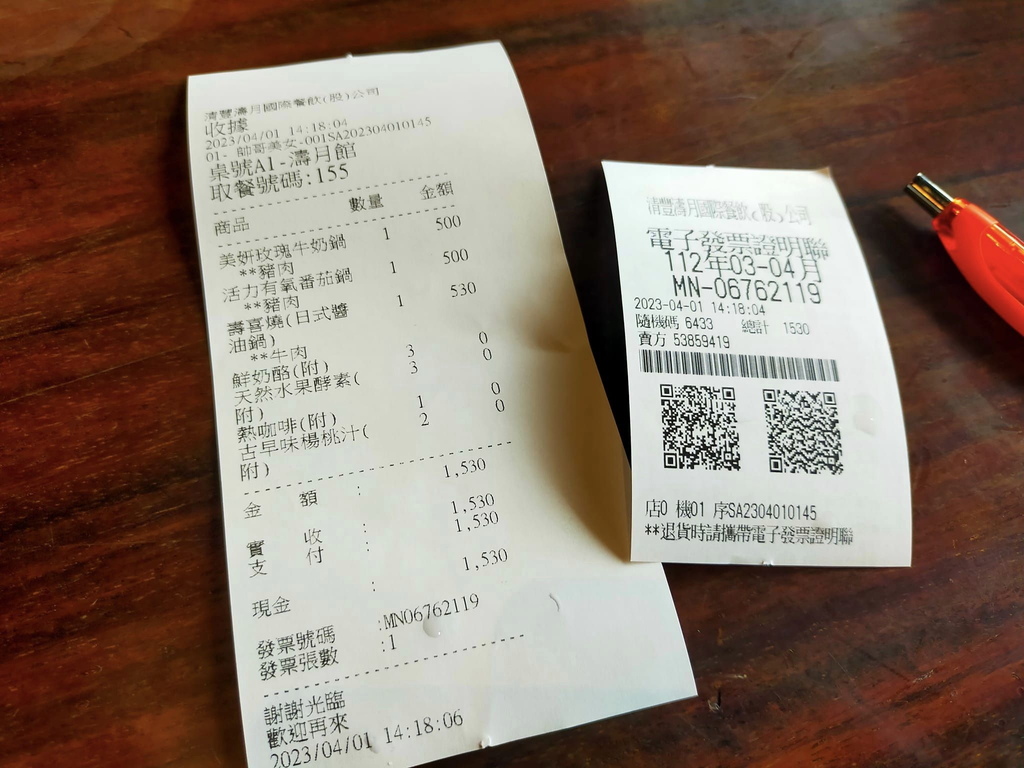 清豐濤月國際餐飲(股)公司
收據
2023/04/01 14:18:04
01- 帥哥美女-001SA202304010145
桌號A1-濤月館
取餐號碼:155
商品 數量 金額
美妍玫瑰牛奶鍋 1 500
**豬肉
活力有氧番茄鍋 1 500
**豬肉
壽喜燒(日式醬 1 530
油鍋)
**牛肉
鮮奶酪(附) 3 0
天然水果酵素( 3 0
附)
熱咖啡(附) 1 0
古早味楊桃汁( 2 0
附)
金 額 : 1,530
實 收 : 1,530
支 付 : 1,530
現金 : 1,530
發票號碼 :MN06762119
發票張數 :1
謝謝光臨
歡迎再來
2023/04/01 14:18:06
清豐濤月國際餐飲(股)公司
電子發票證明聯
112年03-04月
MN-06762119
2023-04-01 14:18:04
隨機碼 6433 總計 1530
賣方 53859419
店0 機01 序SA2304010145
**退貨時請攜帶電子發票證明聯